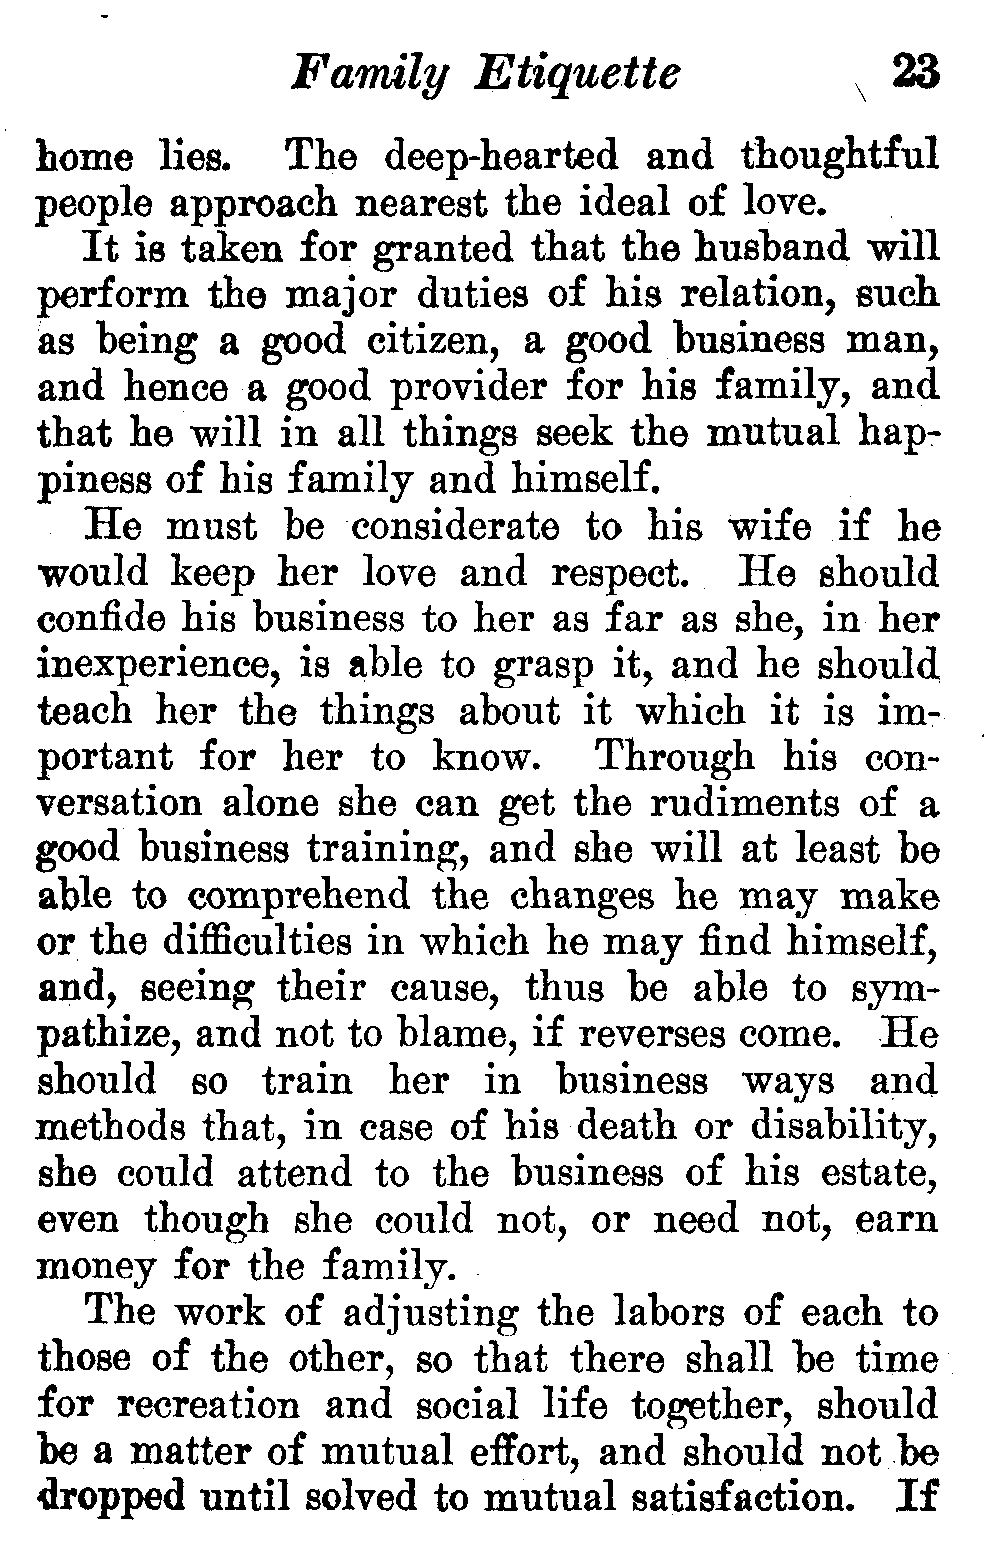 Family Etiquette 23
home lies. The deep-hearted and thoughtful
people approach nearest the ideal of love.
It is taken for granted that the husband will
perform the major duties of his relation, such
as being a good citizen, a good business man,
and hence a good provider for his family, and
that he will in all things seek the mutual hap-
piness of his family and himself.
He must be considerate to his wife if he
would keep her love and respect. He should
confide his business to her as far as she, in her
inexperience, is able to grasp it, and he should
teach her the things about it which it is im-
portant for her to know. Through his con-
versation alone she can get the rudiments of a
good business training, and she will at least be
able to comprehend the changes he may make
or the difficulties in which he may find himself,
and, seeing their cause, thus be able to sym-
pathize, and not to blame, if reverses come. He
should so train her in business ways and
methods that, in case of his death or disability,
she could attend to the business of his estate,
even though she could not, or need not, earn
money for the family.
The work of adjusting the labors of each to
those of the other, so that there shall be time
for recreation and social life together, should
be a matter of mutual effort, and should not be
dropped until solved to mutual satisfaction. If